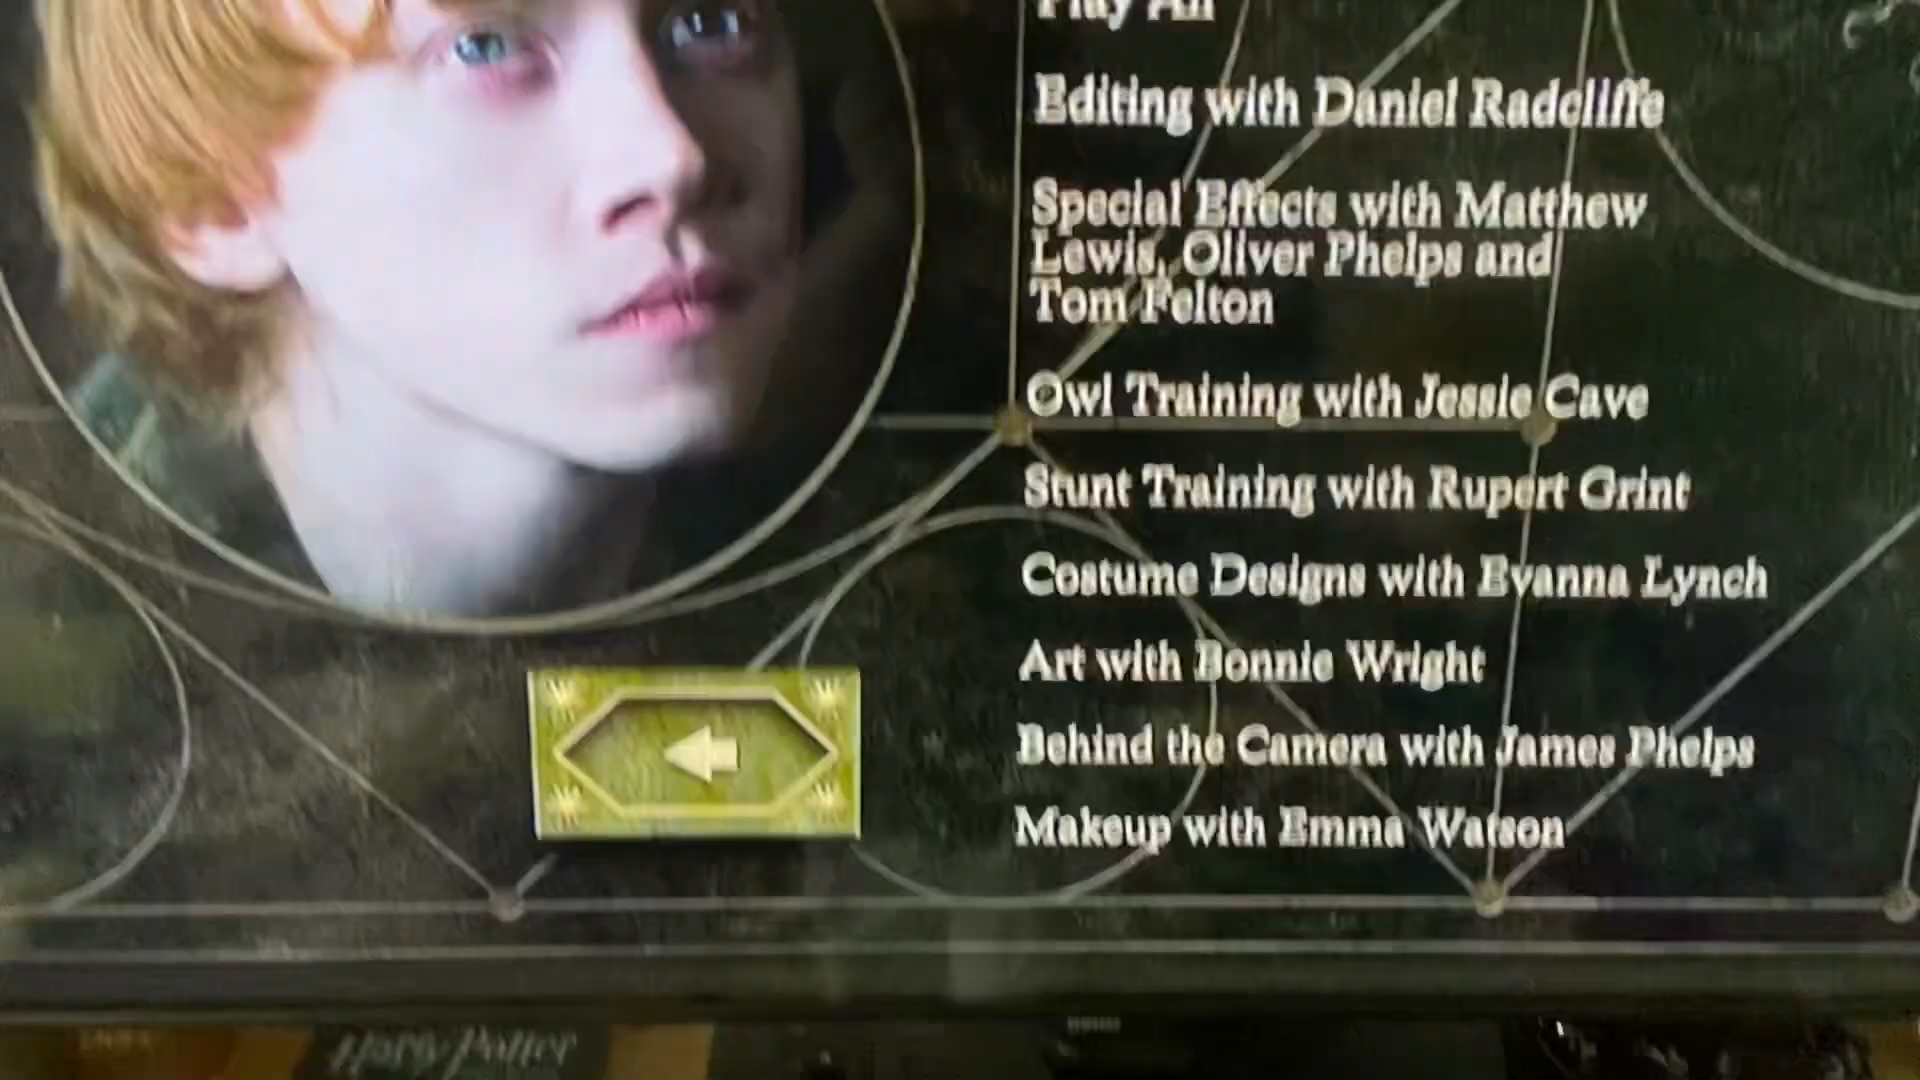 Play All
Editing with Daniel Radcliffe
Special Effects with Matthew
Lewis, Oliver Phelps and
Tom Felton
Owl Training with Jessie Cave
Stunt Training with Rupert Grint
Costume Designs with Evanna Lynch
Art with Bonnie Wright
Behind the Camera with James Phelps
Makeup with Emma Watson
Harry Potter